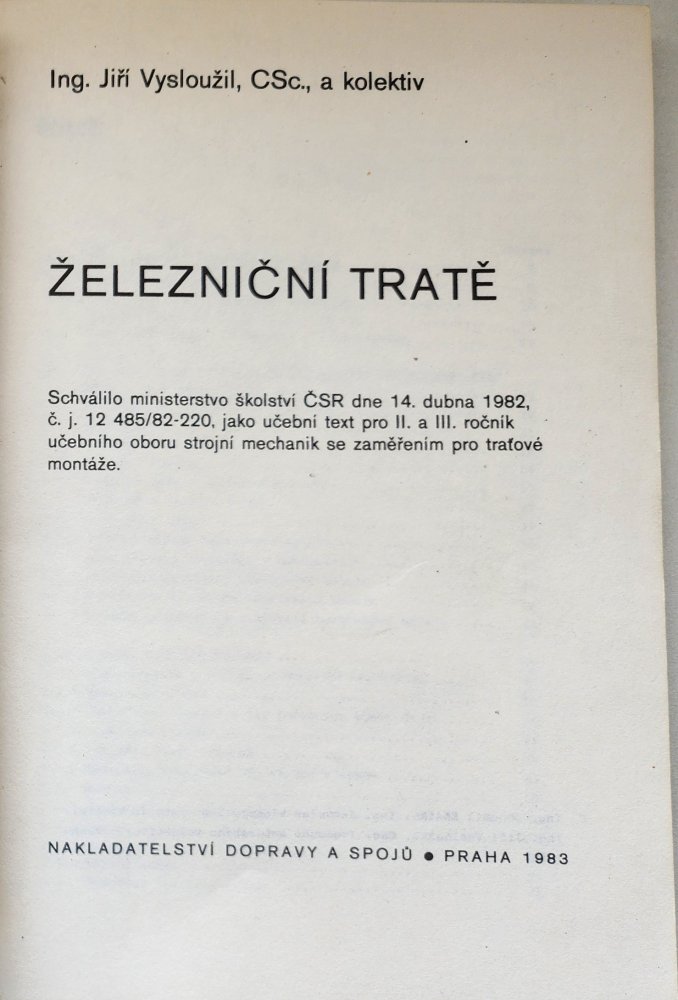 Ing. Jiří Vysloužil, CSc., a kolektiv
ŽELEZNIČNÍ TRATĚ
Schválilo ministerstvo školství ČSR dne 14. dubna 1982,
č. j. 12 485/82-220, jako učební text pro II. a III. ročník
učebního oboru strojní mechanik se zaměřením pro traťové
montáže.
NAKLADATELSTVÍ DOPRAVY A SPOJŮ ● PRAHA 1983